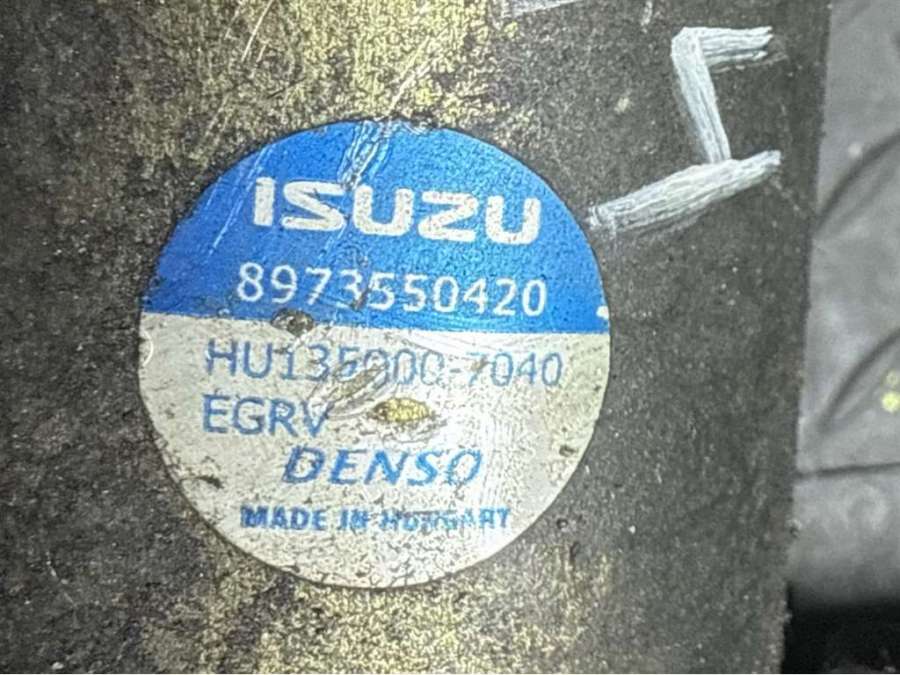 ISUZU
8973550420
HU135000-7040
EGRV
DENSO
MADE IN HUNGARY